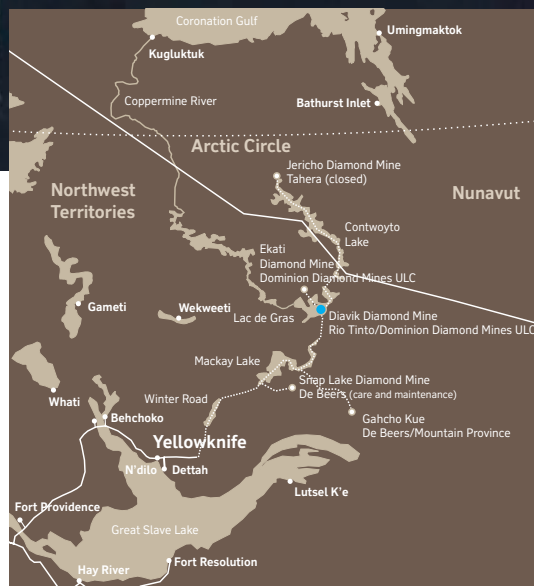 Coronation Gulf
Umingmaktok
Kugluktuk
Coppermine River
Bathurst Inlet
Arctic Circle
Jericho Diamond Mine
Tahera (closed)
Northwest
Territories
Nunavut
Contwoyto
Lake
Ekati
Diamond Mine
Dominion Diamond Mines ULC
Gameti
Wekweeti
Lac de Gras
Diavik Diamond Mine
Rio Tinto/Dominion Diamond Mines ULC
Mackay Lake
Snap Lake Diamond Mine
De Beers (care and maintenance)
Whati
Winter Road
Behchoko
Gahcho Kue
De Beers/Mountain Province
Yellowknife
N'dilo
Dettah
Lutsel K'e
Fort Providence
Great Slave Lake
Fort Resolution
Hay River